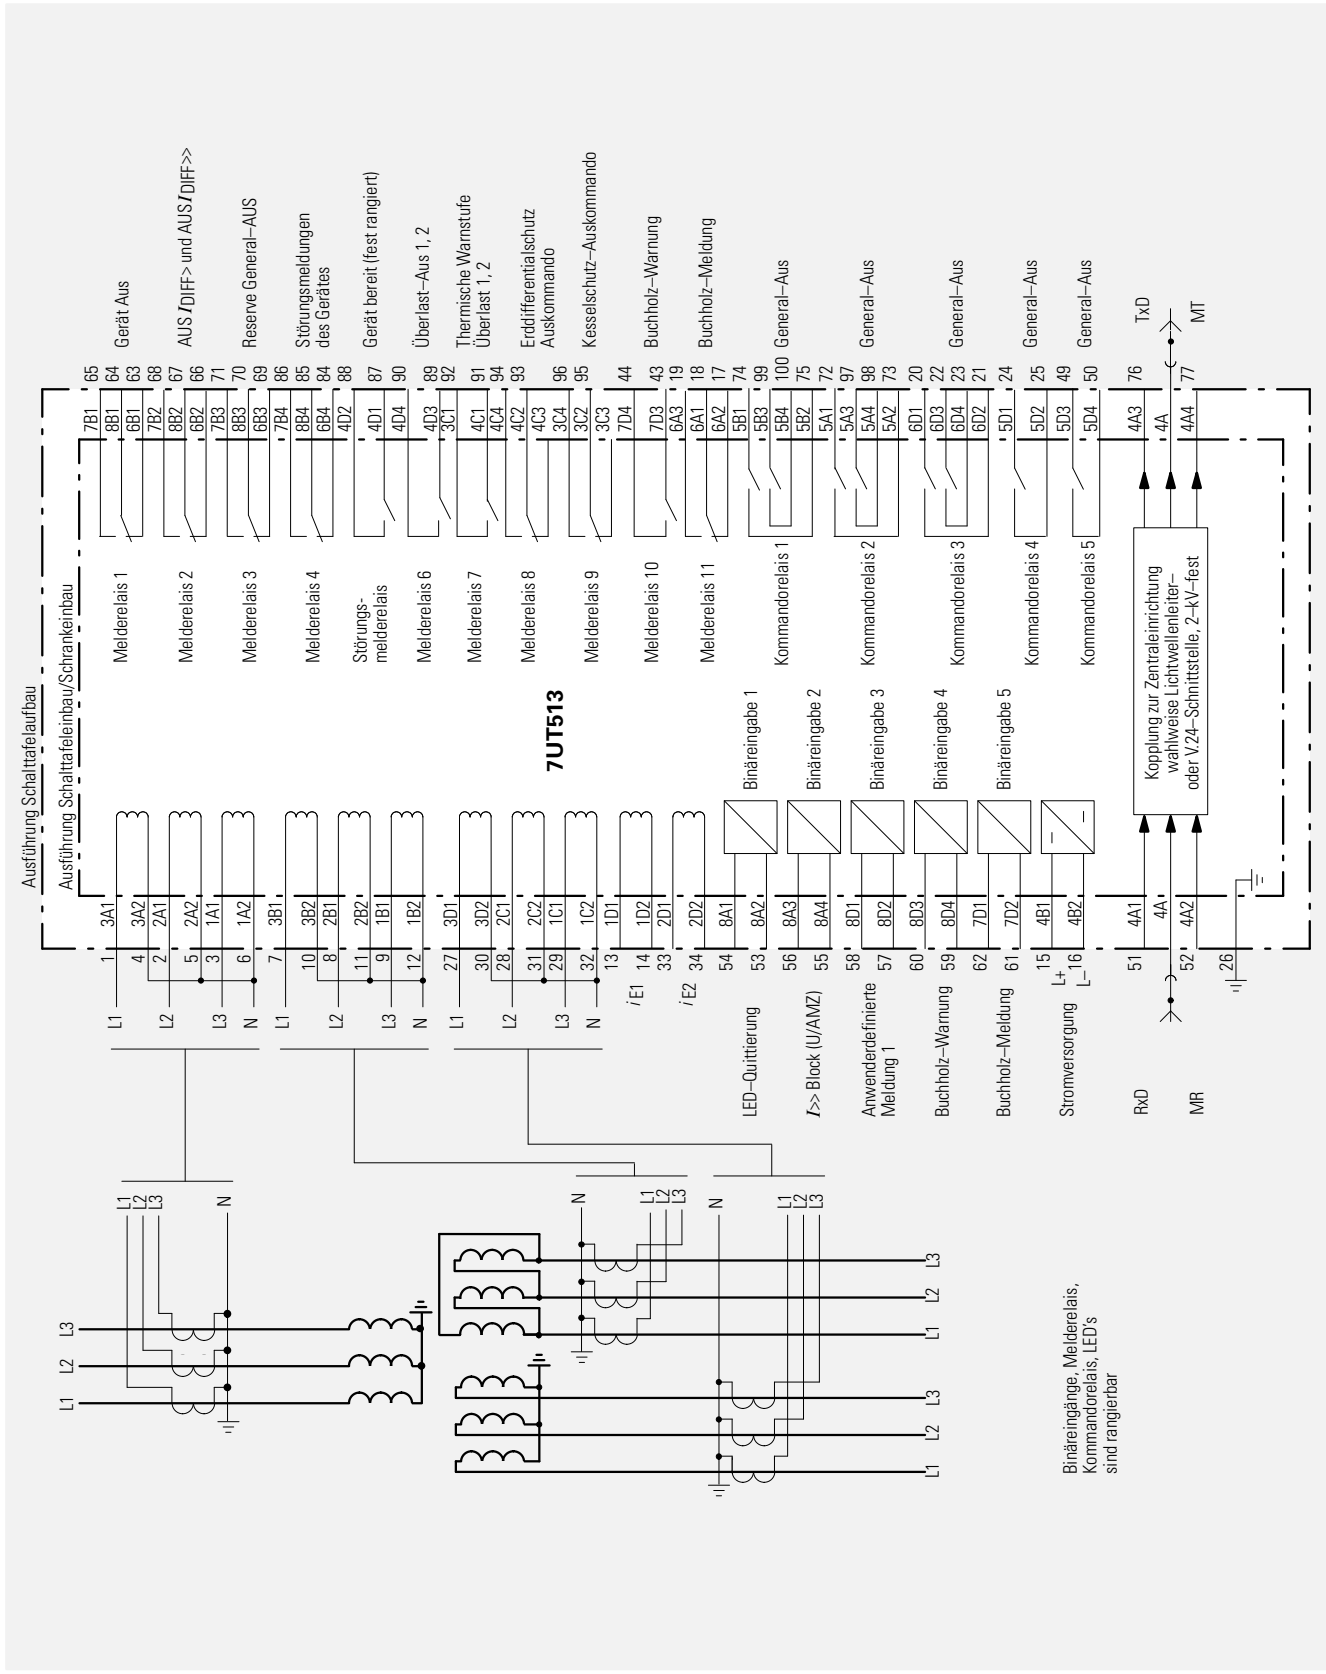 Ausführung Schalttafelaufbau
Ausführung Schalttafeleinbau/Schrankeinbau
7UT513
L1
1
3A1
4
3A2
L2
2
2A1
5
2A2
L3
3
1A1
N
6
1A2
L1
7
3B1
10
3B2
L2
8
2B1
11
2B2
L3
9
1B1
N
12
1B2
L1
27
3D1
30
3D2
L2
28
2C1
31
2C2
L3
29
1C1
N
32
1C2
13
1D1
i E1
14
1D2
33
2D1
i E2
34
2D2
LED–Quittierung
54
8A1
53
8A2
Binäreingabe 1
I>> Block (U/AMZ)
56
8A3
55
8A4
Binäreingabe 2
Anwenderdefinierte
Meldung 1
58
8D1
57
8D2
Binäreingabe 3
Buchholz–Warnung
60
8D3
59
8D4
Binäreingabe 4
Buchholz–Meldung
62
7D1
61
7D2
Binäreingabe 5
Stromversorgung
L+
15
4B1
L–
16
4B2
RxD
51
4A1
4A
MR
52
4A2
26
Kopplung zur Zentraleinrichtung
wahlweise Lichtwellenleiter–
oder V.24–Schnittstelle, 2–kV–fest
Melderelais 1
7B1
65
8B1
64
6B1
63
Gerät Aus
Melderelais 2
7B2
68
8B2
67
6B2
66
AUS IDIFF> und AUS IDIFF>>
Melderelais 3
7B3
71
8B3
70
6B3
69
Reserve General–AUS
Melderelais 4
7B4
86
8B4
85
6B4
84
Störungsmeldungen
des Gerätes
Störungs-
melderelais
4D2
88
4D1
87
Gerät bereit (fest rangiert)
Melderelais 6
4D4
90
4D3
89
Überlast–Aus 1, 2
Melderelais 7
3C1
92
4C1
91
4C4
94
Thermische Warnstufe
Überlast 1, 2
Melderelais 8
4C2
93
4C3
3C4
96
Erddifferentialschutz
Auskommando
Melderelais 9
3C2
95
3C3
Kesselschutz–Auskommando
Melderelais 10
7D4
44
7D3
43
Buchholz–Warnung
Melderelais 11
6A3
19
6A1
18
6A2
17
Buchholz–Meldung
Kommandorelais 1
5B1
74
5B3
99
5B4
100
5B2
75
General–Aus
Kommandorelais 2
5A1
72
5A3
97
5A4
98
5A2
73
General–Aus
Kommandorelais 3
6D1
20
6D3
22
6D4
23
6D2
21
General–Aus
Kommandorelais 4
5D1
24
5D2
25
General–Aus
Kommandorelais 5
5D3
49
5D4
50
General–Aus
4A3
76
TxD
4A
4A4
77
MT
L1
L2
L3
N
L3
L2
L1
N
L1
L2
L3
L3
L2
L1
N
L1
L2
L3
L3
L2
L1
Binäreingänge, Melderelais,
Kommandorelais, LED's
sind rangierbar